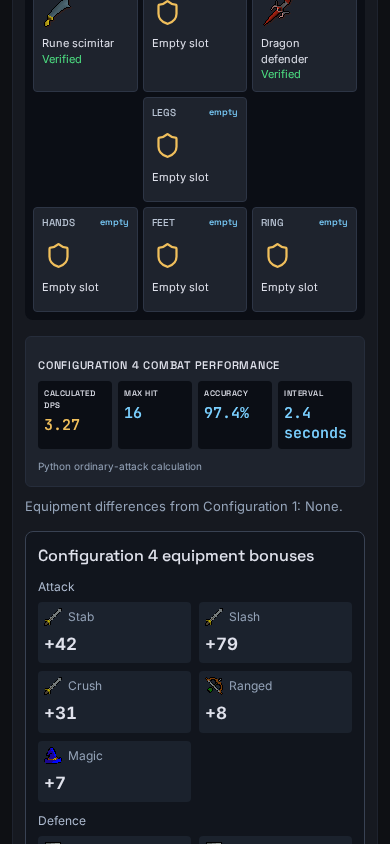 Rune scimitar
Verified
Empty slot
Dragon
defender
Verified
LEGS empty
Empty slot
HANDS empty
Empty slot
FEET empty
Empty slot
RING empty
Empty slot
CONFIGURATION 4 COMBAT PERFORMANCE
CALCULATED
DPS
3.27
MAX HIT
16
ACCURACY
97.4%
INTERVAL
2.4
seconds
Python ordinary-attack calculation
Equipment differences from Configuration 1: None.
Configuration 4 equipment bonuses
Attack
Stab
+42
Slash
+79
Crush
+31
Ranged
+8
Magic
+7
Defence